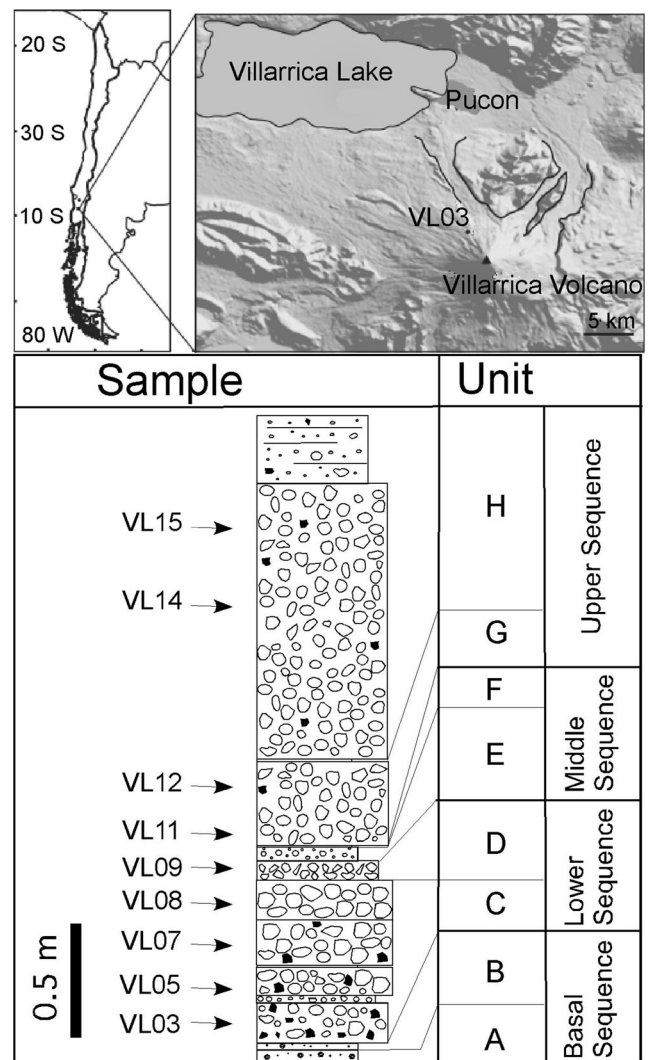 20 S
30 S
10 S
80 W
Villarrica Lake
Pucon
VL03
Villarrica Volcano
5 km
Sample
Unit
VL15
VL14
VL12
VL11
VL09
VL08
VL07
VL05
VL03
0.5 m
H
G
F
E
D
C
B
A
Upper Sequence
Middle
Sequence
Lower
Sequence
Basal
Sequence